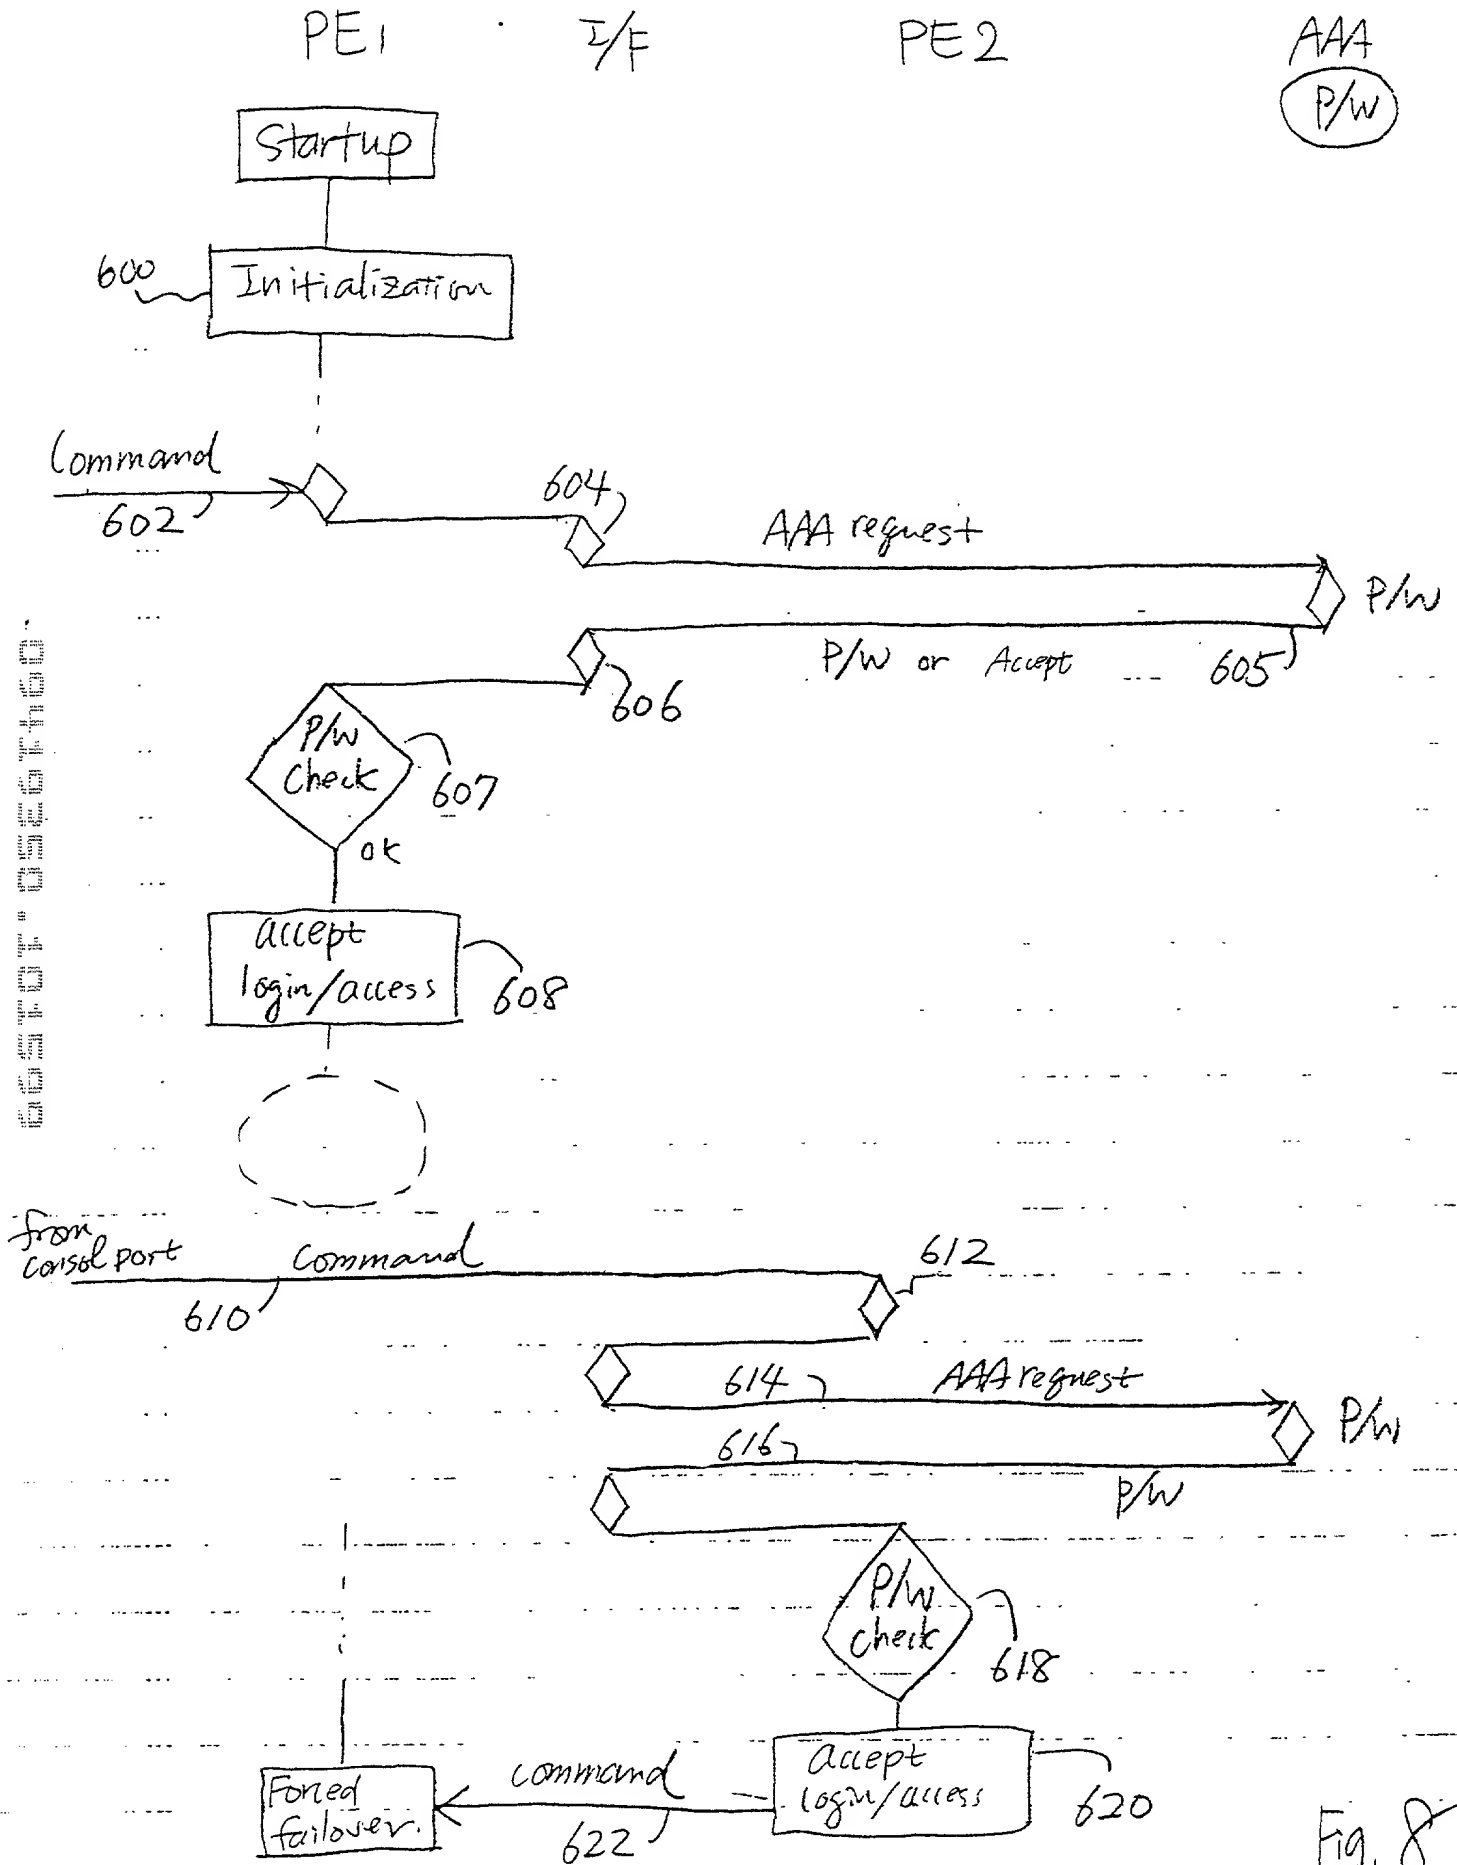 PE1 I/F PE2 AAA
P/W
Startup
600
Initialization
Command
602
604
AAA request
P/W
P/W or Accept
605
606
P/W
check
607
OK
accept
login/access
608
from
consol port
command
610
612
614
AAA request
P/W
616
P/W
P/W
check
618
accept
login/access
620
command
622
Forced
failover.
Fig. 8